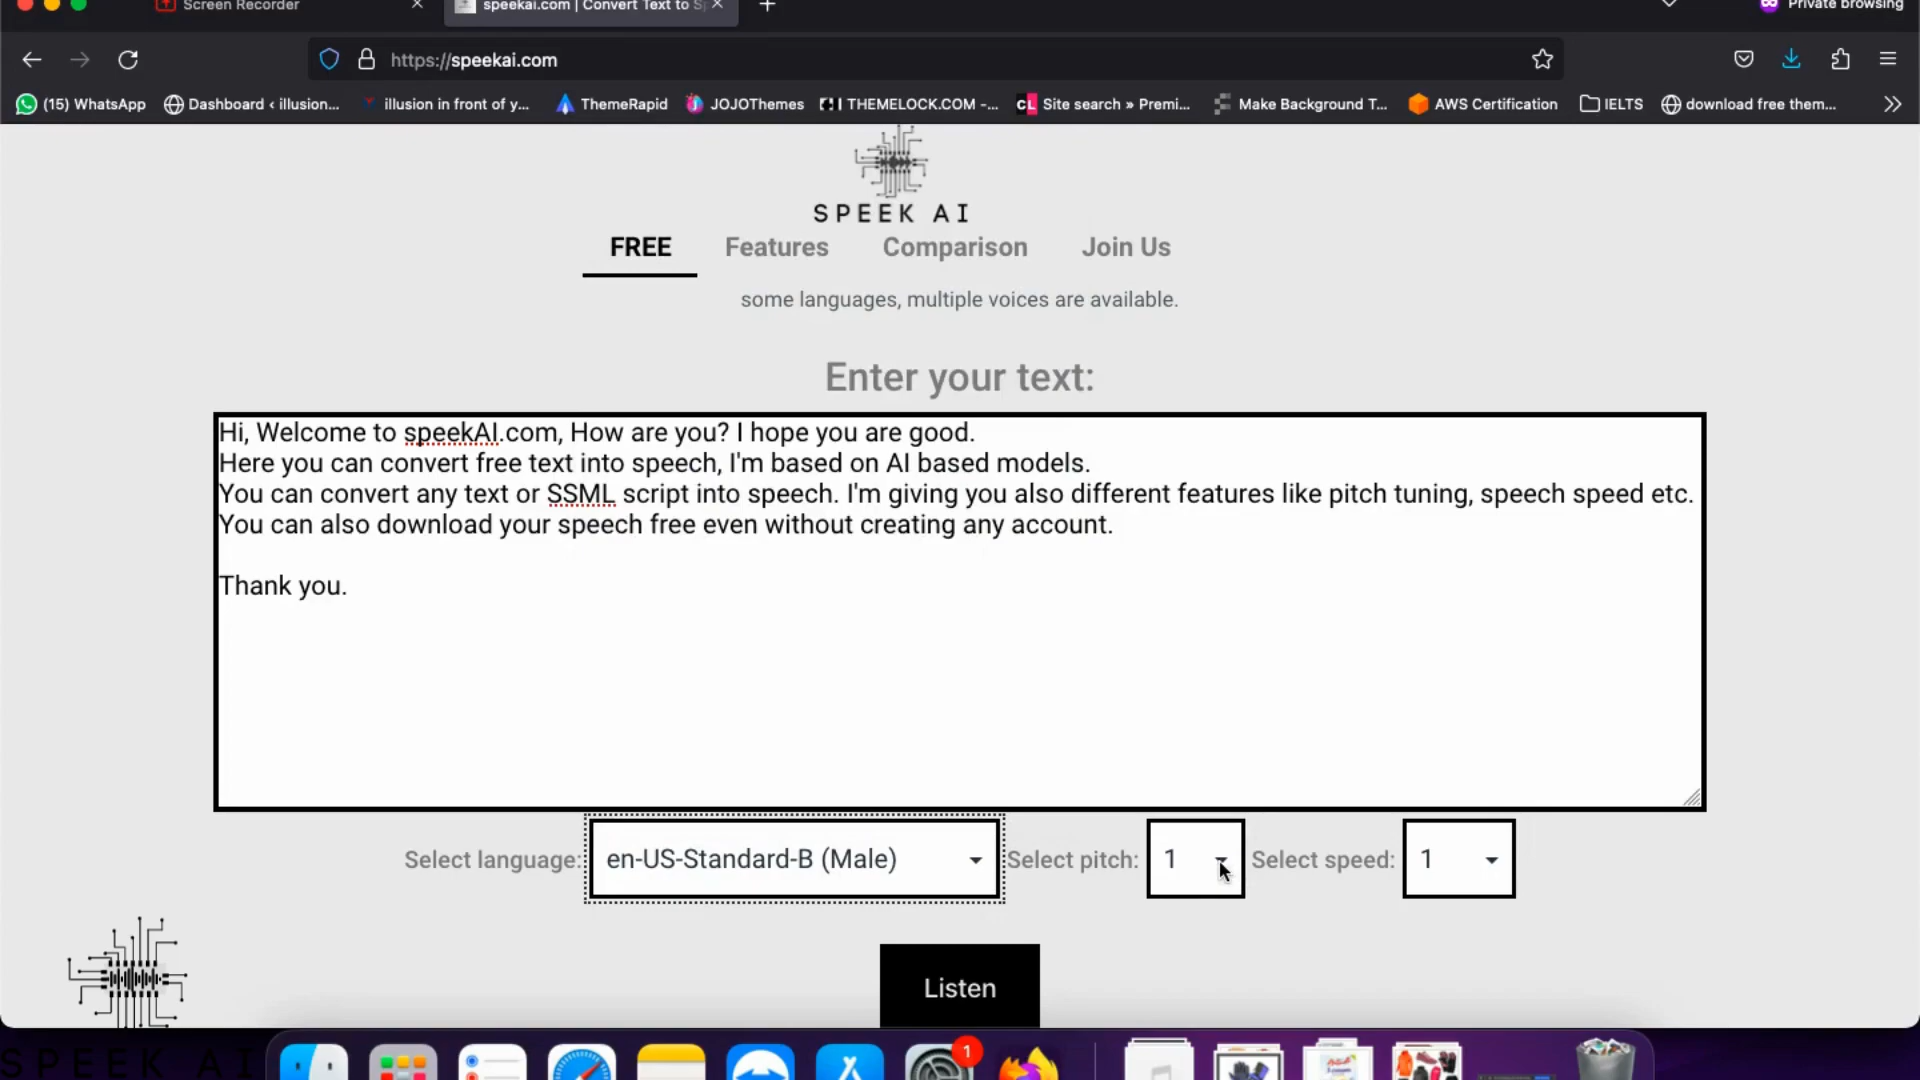 Screen Recorder
speekai.com | Convert Text to Sp
Private browsing
https://speekai.com
(15) WhatsApp
Dashboard ‹ illusion...
illusion in front of y...
ThemeRapid
JOJOThemes
| THEMELOCK.COM -...
CL Site search » Premi...
Make Background T...
AWS Certification
IELTS
download free them...
SPEEK AI
FREE
Features
Comparison
Join Us
some languages, multiple voices are available.
Enter your text:
Hi, Welcome to speekAI.com, How are you? I hope you are good.
Here you can convert free text into speech, I'm based on AI based models.
You can convert any text or SSML script into speech. I'm giving you also different features like pitch tuning, speech speed etc.
You can also download your speech free even without creating any account.
Thank you.
Select language:
en-US-Standard-B (Male)
Select pitch:
1
Select speed:
1
Listen
SPEEK AI
1